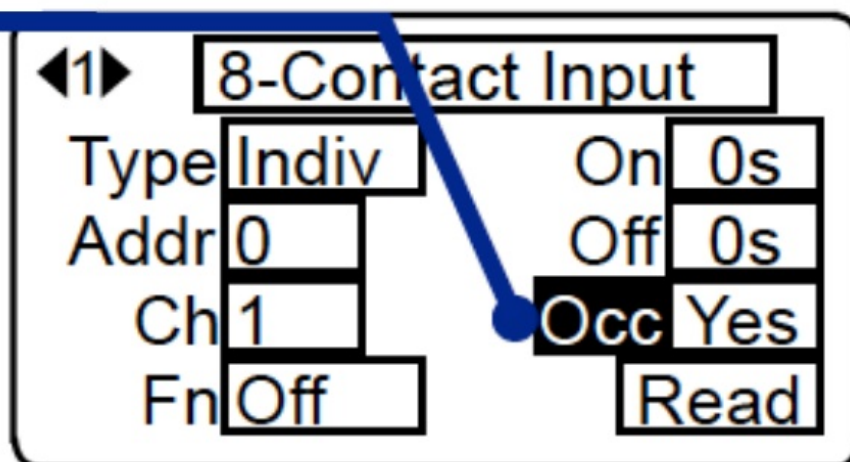 ◀1▶ 8-Contact Input
Type Indiv On 0s
Addr 0 Off 0s
Ch 1 Occ Yes
Fn Off Read